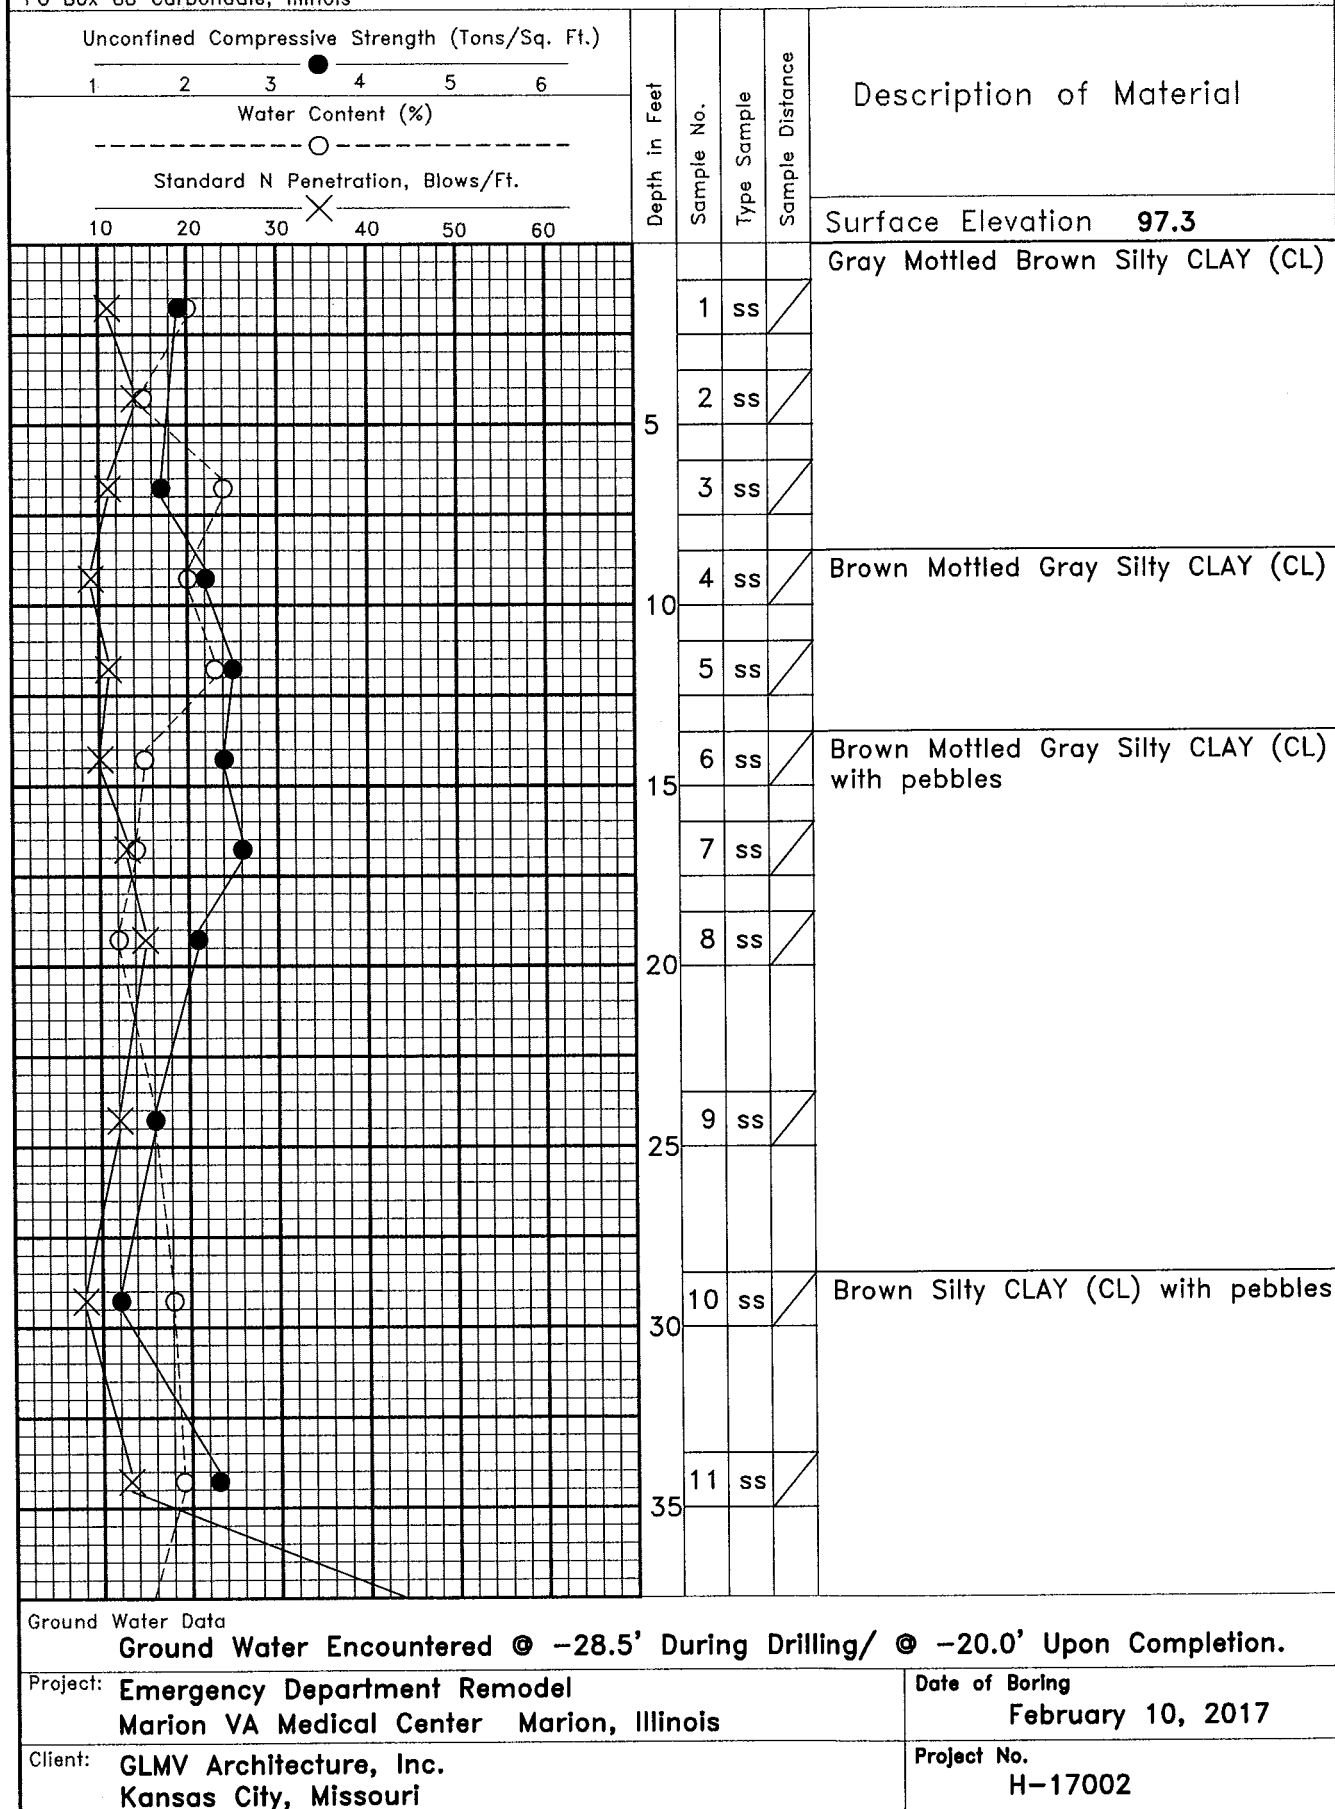 Unconfined Compressive Strength (Tons/Sq. Ft.)
1 2 3 4 5 6
Water Content (%)
Standard N Penetration, Blows/Ft.
10 20 30 40 50 60
Depth in Feet
Sample No.
Type Sample
Sample Distance
Description of Material
Surface Elevation 97.3
Gray Mottled Brown Silty CLAY (CL)
1 ss
2 ss
5
3 ss
4 ss Brown Mottled Gray Silty CLAY (CL)
10
5 ss
6 ss Brown Mottled Gray Silty CLAY (CL)
with pebbles
15
7 ss
8 ss
20
9 ss
25
10 ss Brown Silty CLAY (CL) with pebbles
30
11 ss
35
10 20 30 40 50 60
Ground Water Data
Ground Water Encountered @ -28.5' During Drilling/ @ -20.0' Upon Completion.
Project: Emergency Department Remodel
Marion VA Medical Center Marion, Illinois
Date of Boring
February 10, 2017
Client: GLMV Architecture, Inc.
Kansas City, Missouri
Project No.
H-17002